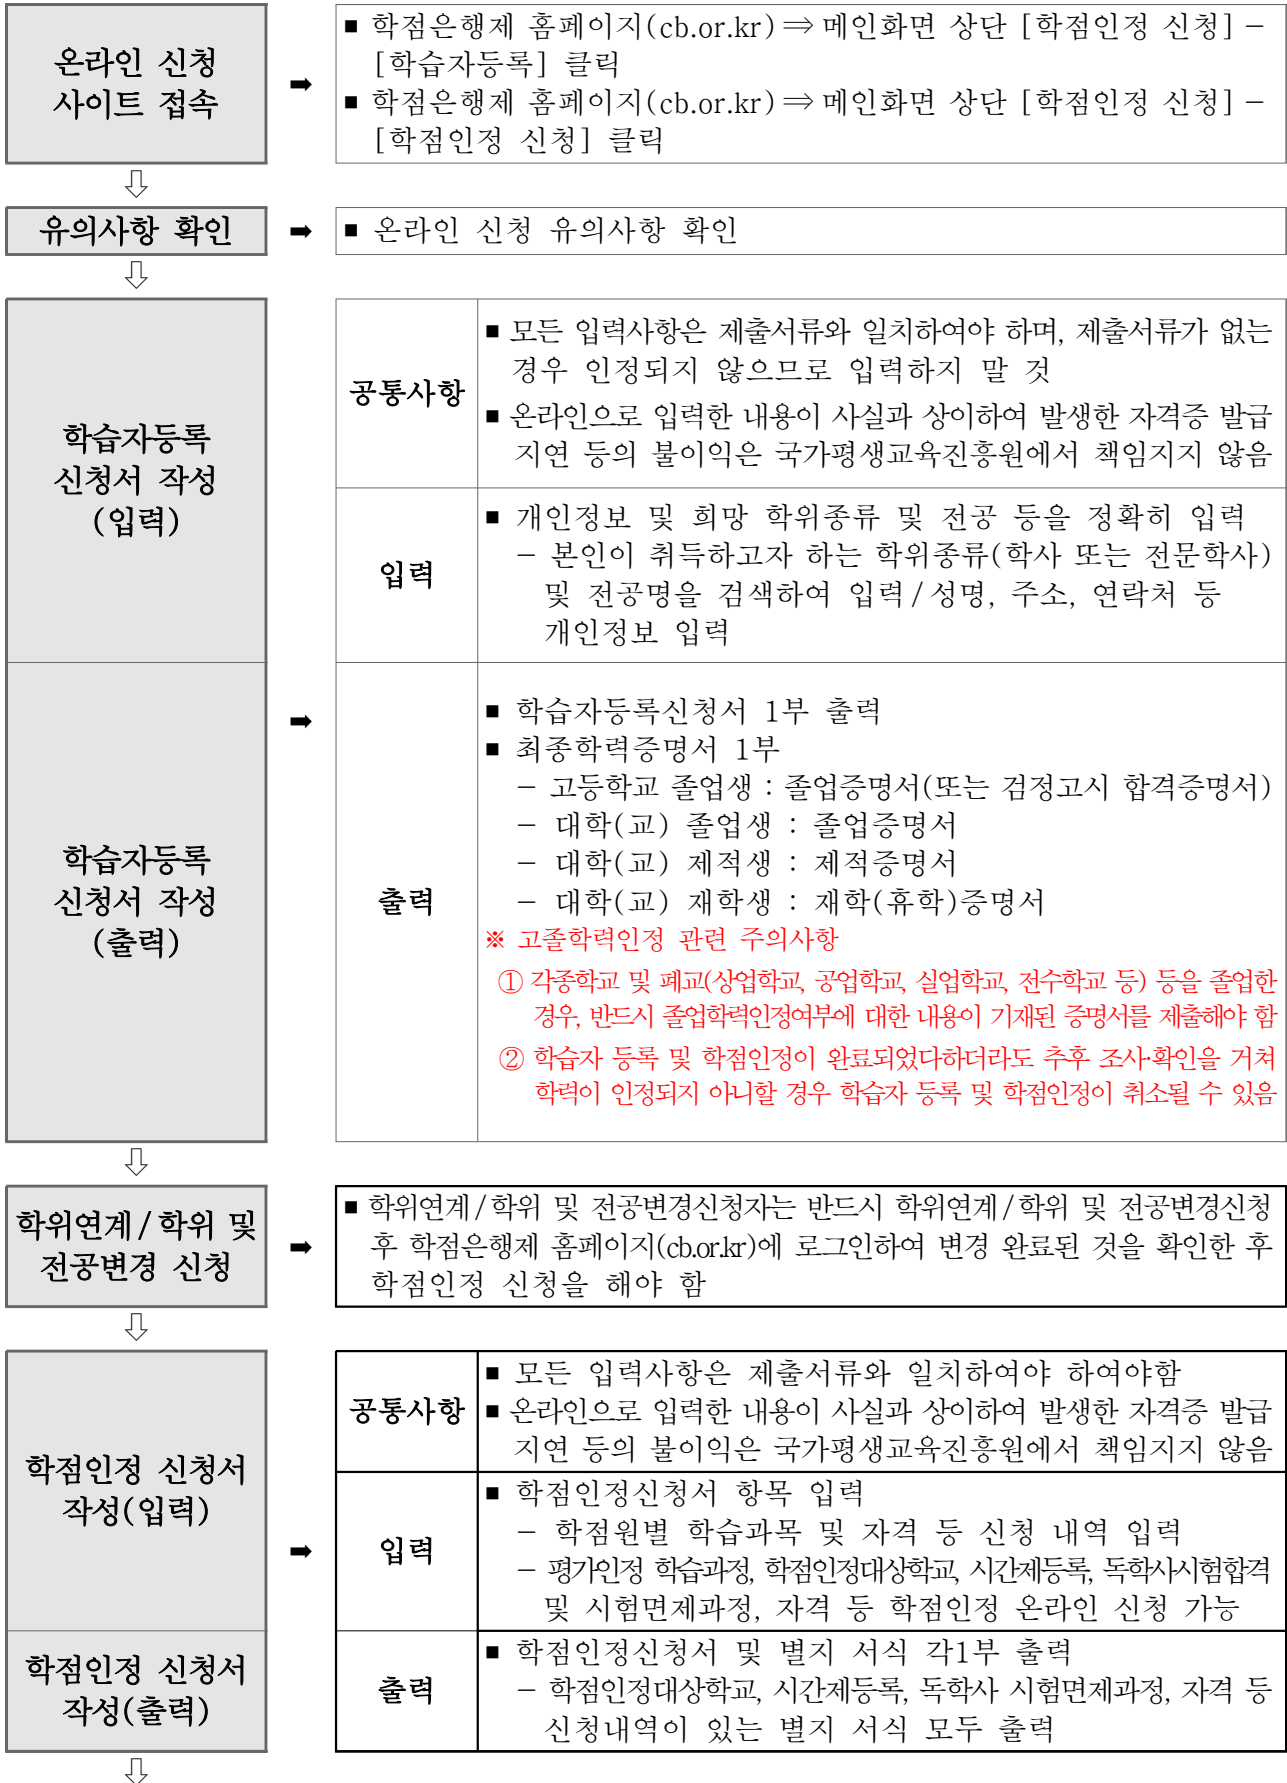 온라인 신청
사이트 접속
➡
■ 학점은행제 홈페이지(cb.or.kr)⇒메인화면 상단 [학점인정 신청]－
[학습자등록] 클릭
■ 학점은행제 홈페이지(cb.or.kr)⇒메인화면 상단 [학점인정 신청]－
[학점인정 신청] 클릭
⇩
유의사항 확인
➡
■ 온라인 신청 유의사항 확인
⇩
학습자등록
신청서 작성
(입력)
공통사항
■ 모든 입력사항은 제출서류와 일치하여야 하며, 제출서류가 없는
경우 인정되지 않으므로 입력하지 말 것
■ 온라인으로 입력한 내용이 사실과 상이하여 발생한 자격증 발급
지연 등의 불이익은 국가평생교육진흥원에서 책임지지 않음
입력
■ 개인정보 및 희망 학위종류 및 전공 등을 정확히 입력
－ 본인이 취득하고자 하는 학위종류(학사 또는 전문학사)
및 전공명을 검색하여 입력/성명, 주소, 연락처 등
개인정보 입력
➡
학습자등록
신청서 작성
(출력)
출력
■ 학습자등록신청서 1부 출력
■ 최종학력증명서 1부
－ 고등학교 졸업생 : 졸업증명서(또는 검정고시 합격증명서)
－ 대학(교) 졸업생 : 졸업증명서
－ 대학(교) 제적생 : 제적증명서
－ 대학(교) 재학생 : 재학(휴학)증명서
※ 고졸학력인정 관련 주의사항
① 각종학교 및 폐교(상업학교, 공업학교, 실업학교, 전수학교 등) 등을 졸업한
경우, 반드시 졸업학력인정여부에 대한 내용이 기재된 증명서를 제출해야 함
② 학습자 등록 및 학점인정이 완료되었다하더라도 추후 조사·확인을 거쳐
학력이 인정되지 아니할 경우 학습자 등록 및 학점인정이 취소될 수 있음
⇩
학위연계/학위 및
전공변경 신청
➡
■ 학위연계/학위 및 전공변경신청자는 반드시 학위연계/학위 및 전공변경신청
후 학점은행제 홈페이지(cb.or.kr)에 로그인하여 변경 완료된 것을 확인한 후
학점인정 신청을 해야 함
⇩
학점인정 신청서
작성(입력)
공통사항
■ 모든 입력사항은 제출서류와 일치하여야 하여야함
■ 온라인으로 입력한 내용이 사실과 상이하여 발생한 자격증 발급
지연 등의 불이익은 국가평생교육진흥원에서 책임지지 않음
➡
입력
■ 학점인정신청서 항목 입력
－ 학점원별 학습과목 및 자격 등 신청 내역 입력
－ 평가인정 학습과정, 학점인정대상학교, 시간제등록, 독학사시험합격
및 시험면제과정, 자격 등 학점인정 온라인 신청 가능
학점인정 신청서
작성(출력)
출력
■ 학점인정신청서 및 별지 서식 각1부 출력
－ 학점인정대상학교, 시간제등록, 독학사 시험면제과정, 자격 등
신청내역이 있는 별지 서식 모두 출력
⇩